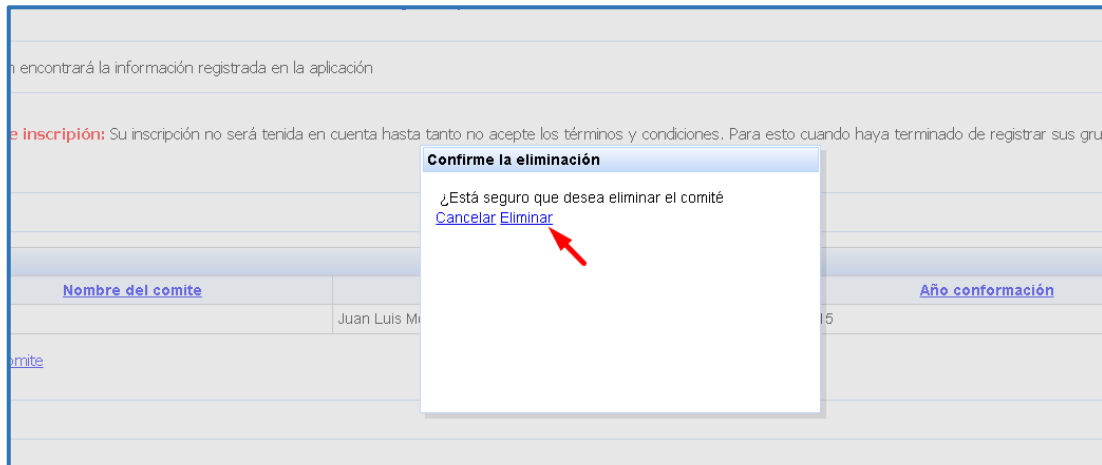 encontrará la información registrada en la aplicación
e inscripión: Su inscripción no será tenida en cuenta hasta tanto no acepte los términos y condiciones. Para esto cuando haya terminado de registrar sus gru
Confirme la eliminación
¿Está seguro que desea eliminar el comité
Cancelar Eliminar
Nombre del comite Año conformación
Juan Luis M 15
omite